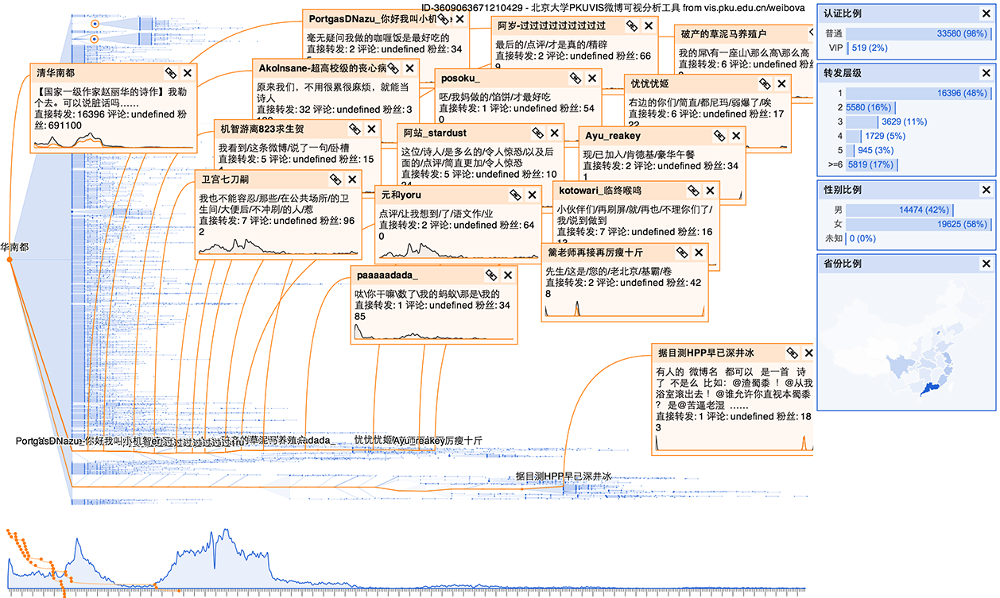 ID-3609063671210429 - 北京大学PKUVIS微博可视分析工具 from vis.pku.edu.cn/weibova
清华南都
【国家一级作家赵丽华的诗作】我勒
个去。可以说脏话吗……
直接转发: 16396 评论: undefined 粉
丝: 691100
PortgasDNazu_你好我叫小机
毫无疑问我做的咖喱饭是最好吃的
直接转发: 2 评论: undefined 粉丝: 34
阿岁-过过过过过过过过过过
最后的/点评/才是真的/精辟
直接转发: 2 评论: undefined 粉丝: 66
9
破产的草泥马养殖户
我的屌\有一座山\那么高\那么高
直接转发: 6 评论: undefined 粉丝
AkoInsane-超高校级的丧心病
原来我们，不用很累很麻烦，就能当
诗人
直接转发: 32 评论: undefined 粉丝: 3
posoku_
呸/我妈做的/馅饼/才最好吃
直接转发: 1 评论: undefined 粉丝: 54
0
忧忧忧姬
右边的你们/简直/都尼玛/弱爆了/唉
直接转发: 6 评论: undefined 粉丝: 17
22
机智游离823求生贺
我看到/这条微博/说了一句/卧槽
直接转发: 5 评论: undefined 粉丝: 15
阿站_stardust
这位/诗人/是多么的/令人惊恐/以及后
面的/点评/简直更加/令人惊恐
直接转发: 5 评论: undefined 粉丝: 10
Ayu_reakey
现/已加入/肯德基/豪华午餐
直接转发: 2 评论: undefined 粉丝: 34
1
卫宫七刀嗣
我也不能容忍/那些/在公共场所/的卫
生间/大便后/不冲刷/的人/惹
直接转发: 7 评论: undefined 粉丝: 96
2
元和yoru
点评/让我想到/了/语文作/业
直接转发: 2 评论: undefined 粉丝: 64
0
kotowari_临终喉鸣
小伙伴们/再刷屏/就/再也/不理你们了/
我/说到做到
直接转发: 7 评论: undefined 粉丝: 16
篱老师再接再厉瘦十斤
先生/这是/您的/老北京/基霸/卷
直接转发: 2 评论: undefined 粉丝: 42
8
paaaaadada_
呔\你干嘛\数了\我的蚂蚁\那是\我的
直接转发: 1 评论: undefined 粉丝: 34
85
据目测HPP早已深井冰
有人的 微博名 都可以 是一首 诗
了 不是么 比如: @渣蜀黍 ！@从我
浴室滚出去！@谁允许你直视本蜀黍
？ 是@苦逼老湿 ……
直接转发: 1 评论: undefined 粉丝: 18
3
华南都
PortgasDNazu_你好我叫小机智
过过过过过过
的草泥马养殖
dada_
忧忧忧姬
Ayu_reakey
厉瘦十斤
据目测HPP早已深井冰
认证比例
普通 33580 (98%)
VIP 519 (2%)
转发层级
1 16396 (48%)
2 5580 (16%)
3 3629 (11%)
4 1729 (5%)
5 945 (3%)
>=6 5819 (17%)
性别比例
男 14474 (42%)
女 19625 (58%)
未知 0 (0%)
省份比例